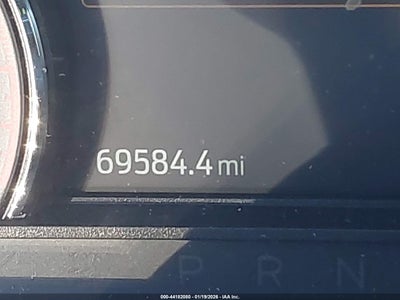 69584.4 mi
P R N
000-44182080 - 01/19/2026 - IAA Inc.